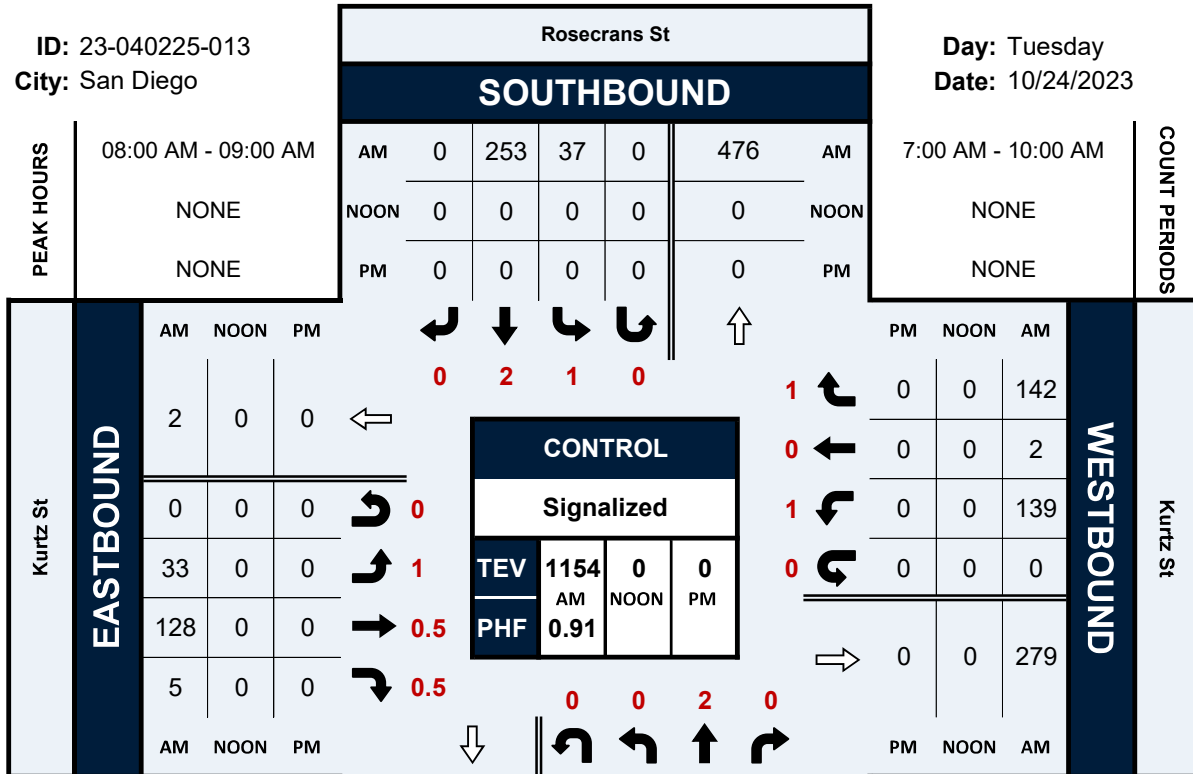 ID: 23-040225-013
City: San Diego
Rosecrans St
SOUTHBOUND
Day: Tuesday
Date: 10/24/2023
PEAK HOURS
08:00 AM - 09:00 AM
NONE
NONE
AM 0 253 37 0 476 AM
NOON 0 0 0 0 0 NOON
PM 0 0 0 0 0 PM
7:00 AM - 10:00 AM
NONE
NONE
COUNT PERIODS
0 2 1 0
Kurtz St
EASTBOUND
AM NOON PM
2 0 0
0 0 0 0
33 0 0 1
128 0 0 0.5
5 0 0 0.5
AM NOON PM
CONTROL
Signalized
TEV 1154 0 0
AM NOON PM
PHF 0.91
PM NOON AM
1 0 0 142
0 0 0 2
1 0 0 139
0 0 0 0
0 0 279
PM NOON AM
WESTBOUND
Kurtz St
0 0 2 0